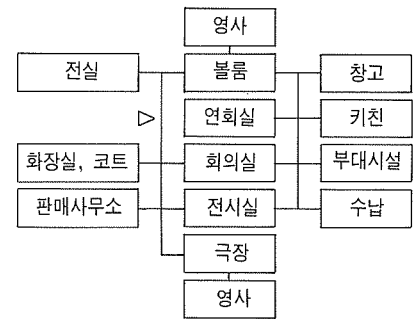 영사
전실 볼룸 창고
연회실 키친
화장실, 코트 회의실 부대시설
판매사무소 전시실 수납
극장
영사